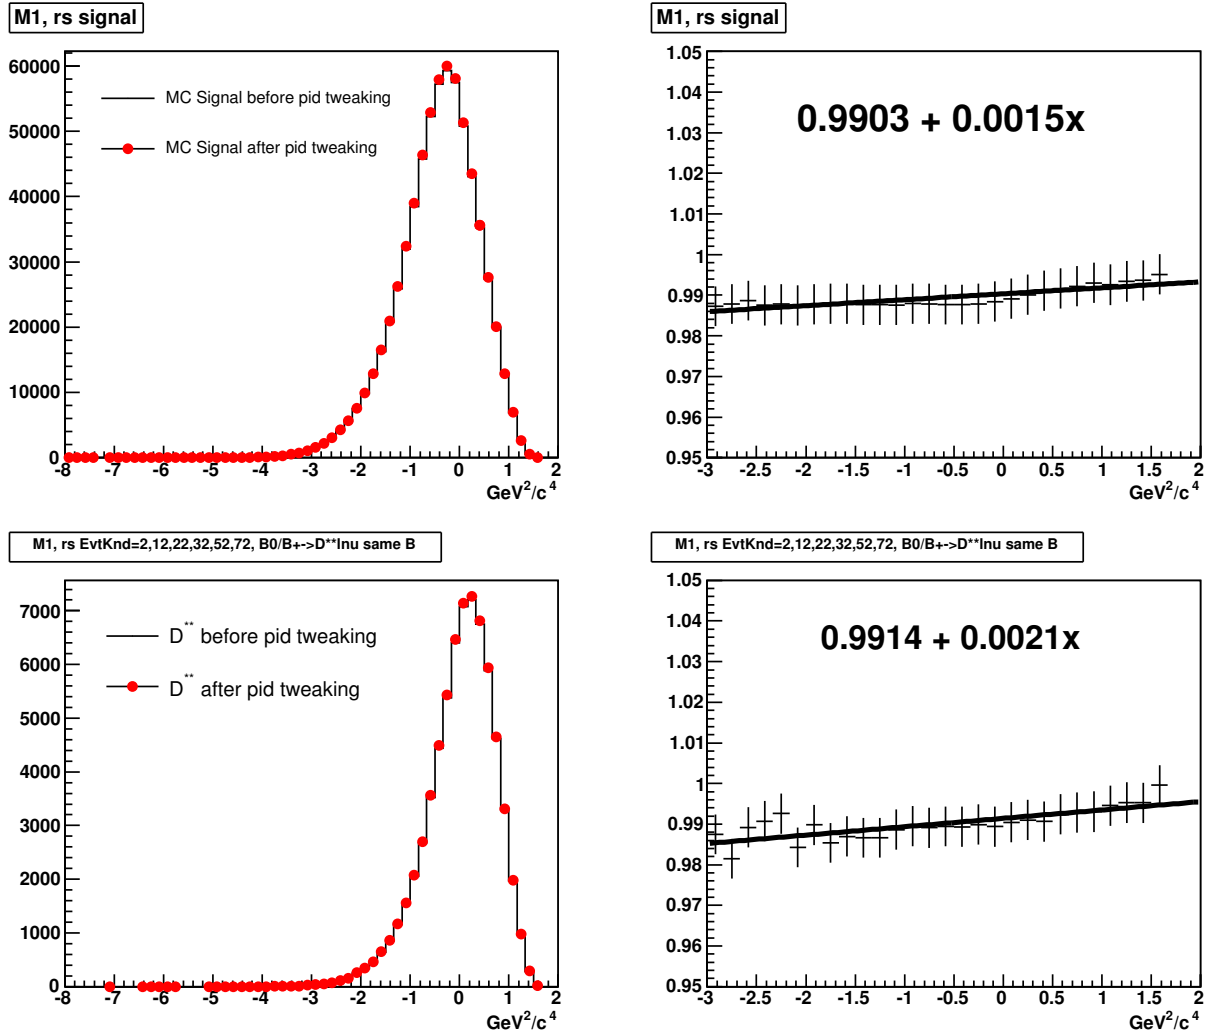 M1, rs signal
60000
50000
40000
30000
20000
10000
0
MC Signal before pid tweaking
MC Signal after pid tweaking
-8 -7 -6 -5 -4 -3 -2 -1 0 1 2
GeV²/c⁴
M1, rs signal
1.05
1.04
1.03
1.02
1.01
1
0.99
0.98
0.97
0.96
0.95
0.9903 + 0.0015x
-3 -2.5 -2 -1.5 -1 -0.5 0 0.5 1 1.5 2
GeV²/c⁴
M1, rs EvtKnd=2,12,22,32,52,72, B0/B+->D**lnu same B
7000
6000
5000
4000
3000
2000
1000
0
D** before pid tweaking
D** after pid tweaking
-8 -7 -6 -5 -4 -3 -2 -1 0 1 2
GeV²/c⁴
M1, rs EvtKnd=2,12,22,32,52,72, B0/B+->D**lnu same B
1.05
1.04
1.03
1.02
1.01
1
0.99
0.98
0.97
0.96
0.95
0.9914 + 0.0021x
-3 -2.5 -2 -1.5 -1 -0.5 0 0.5 1 1.5 2
GeV²/c⁴